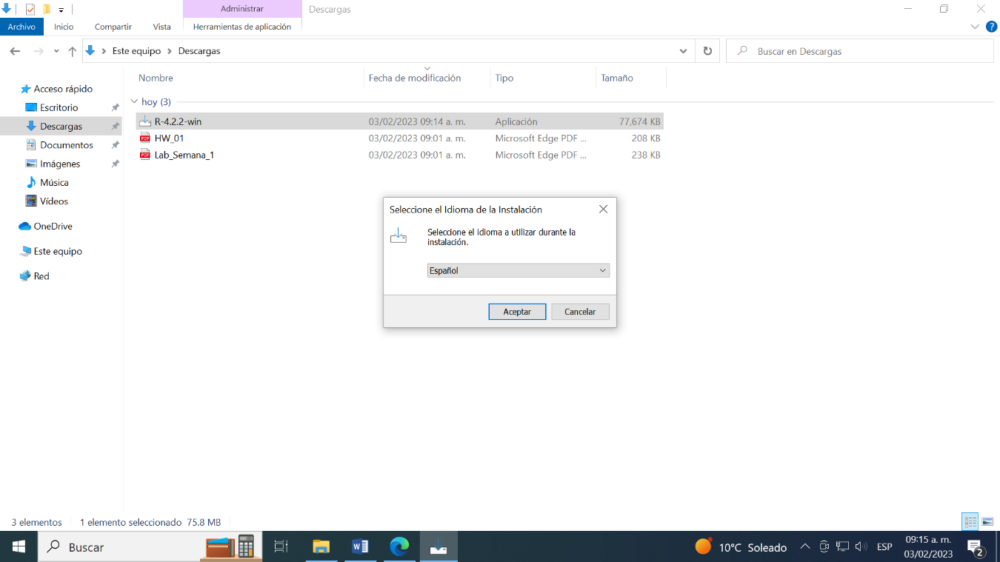 Administrar
Descargas
Archivo
Inicio
Compartir
Vista
Herramientas de aplicación
?
Este equipo
Descargas
Buscar en Descargas
Nombre
Fecha de modificación
Tipo
Tamaño
Acceso rápido
Escritorio
Descargas
Documentos
Imágenes
Música
Vídeos
OneDrive
Este equipo
Red
hoy (3)
R-4.2.2-win 03/02/2023 09:14 a. m. Aplicación 77,674 KB
PDF HW_01 03/02/2023 09:01 a. m. Microsoft Edge PDF ... 208 KB
PDF Lab_Semana_1 03/02/2023 09:01 a. m. Microsoft Edge PDF ... 238 KB
Seleccione el Idioma de la Instalación
Seleccione el idioma a utilizar durante la
instalación.
Español
Aceptar
Cancelar
3 elementos
1 elemento seleccionado 75.8 MB
Buscar
W
10°C Soleado
ESP
09:15 a. m.
03/02/2023
2